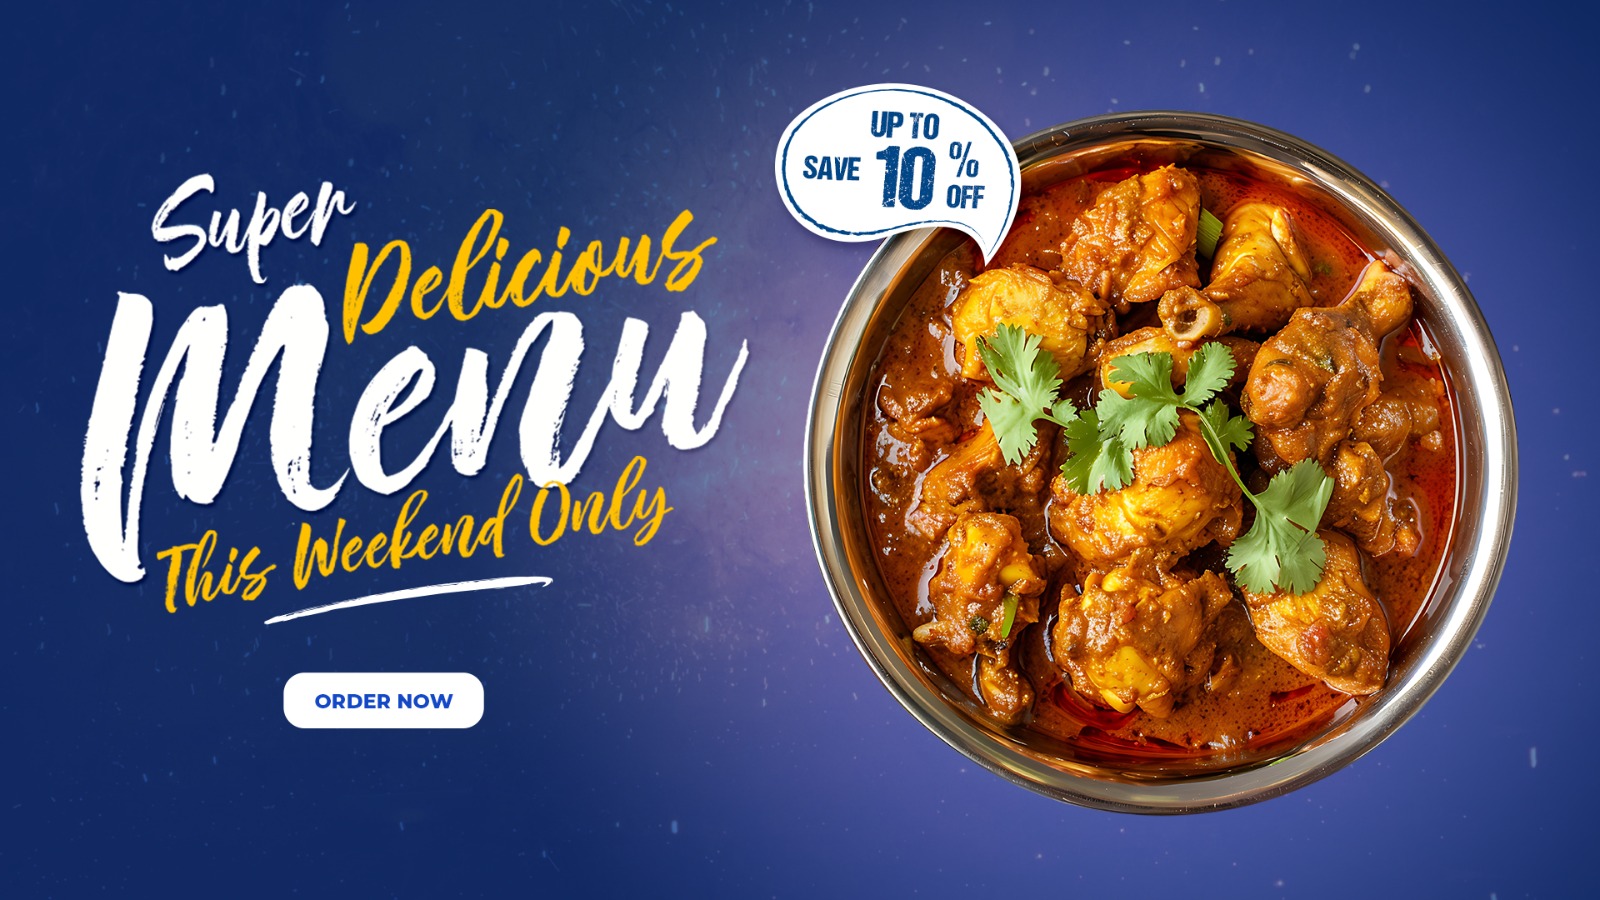 Super
Delicious
Menu
This Weekend Only
ORDER NOW
UP TO
SAVE 10 % OFF